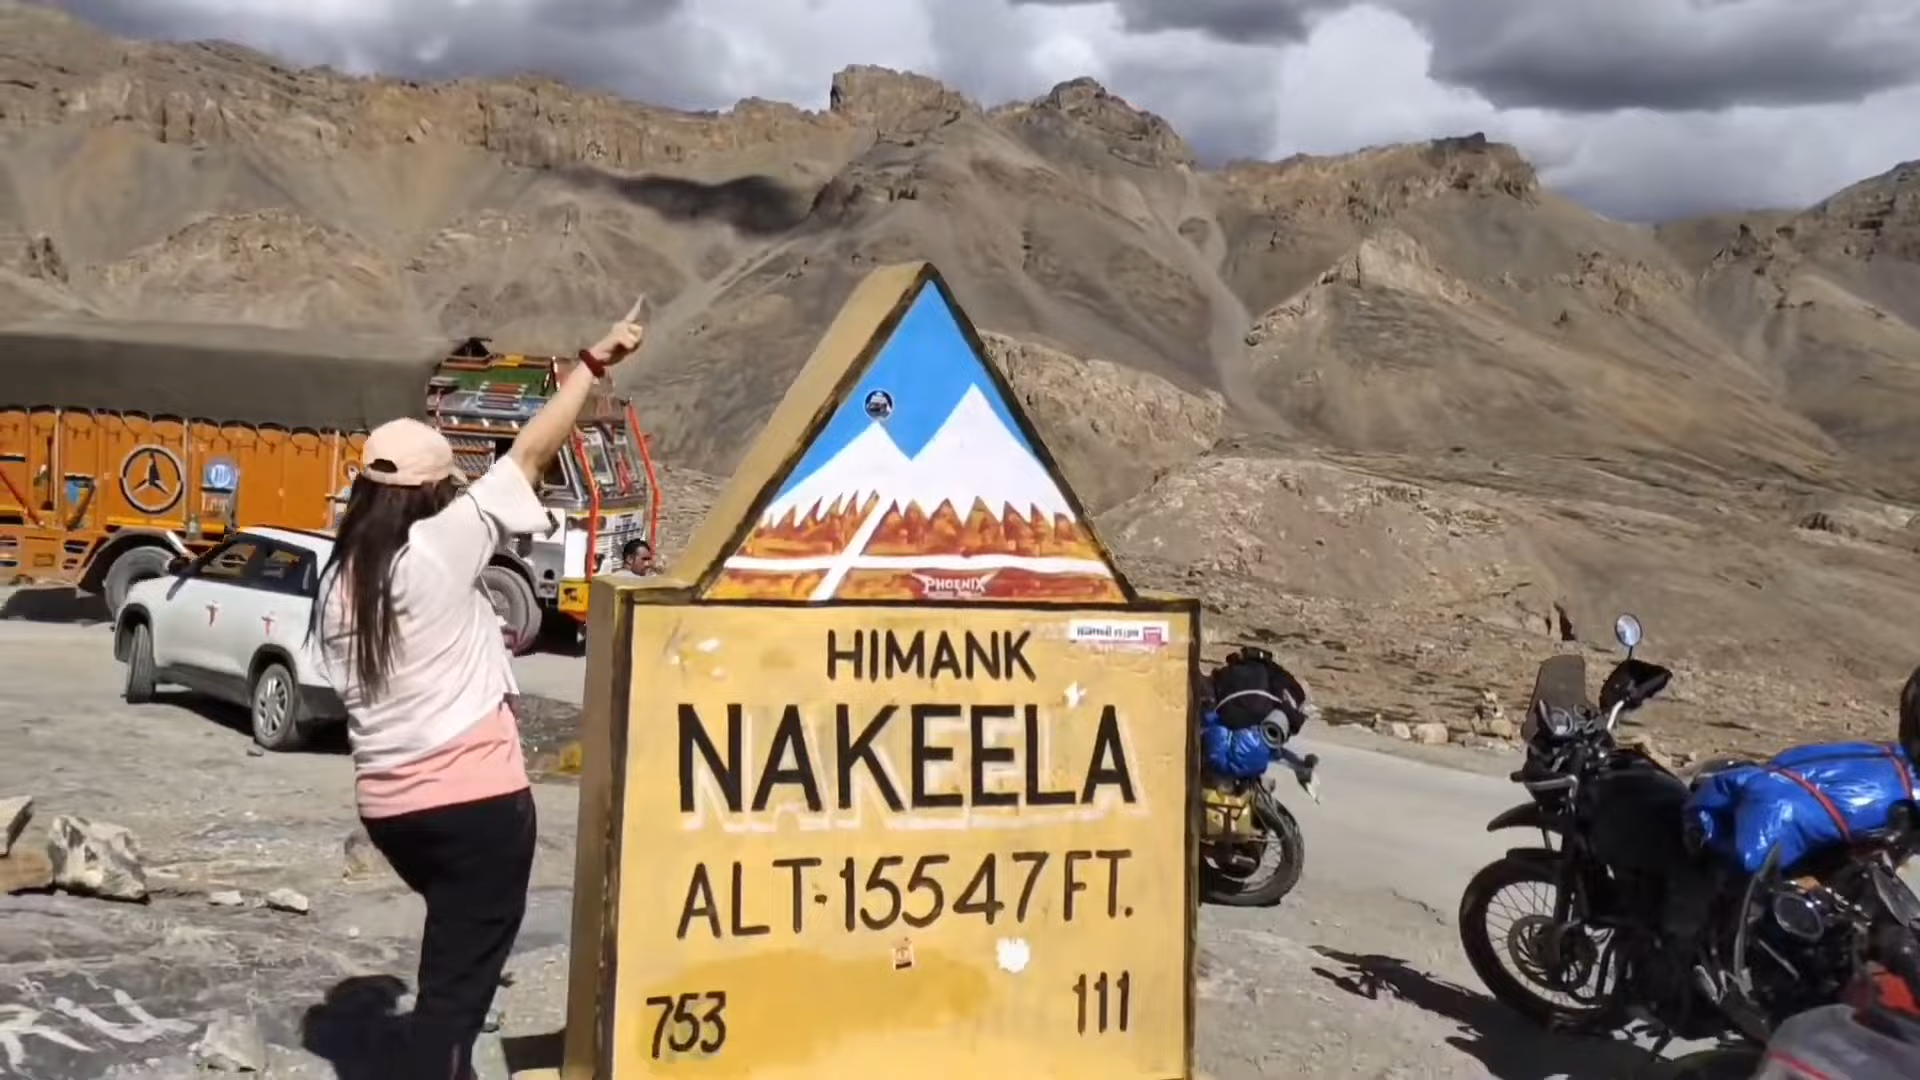 PHOENIX
HIMANK
NAKEELA
ALT·15547 FT.
753
111